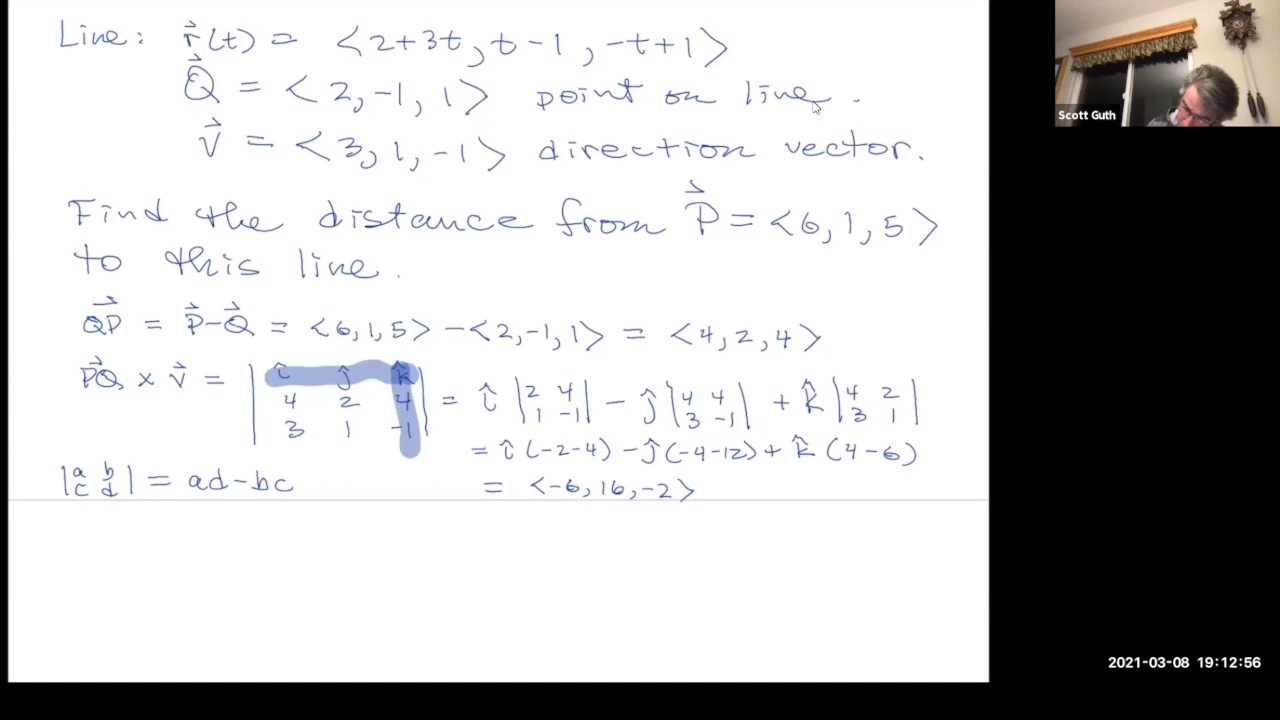 Line: r⃗(t) = <2+3t, t-1, -t+1>
Q⃗ = <2, -1, 1> point on line.
v⃗ = <3, 1, -1> direction vector.
Find the distance from P⃗ = <6, 1, 5>
to this line.
QP⃗ = P⃗-Q⃗ = <6, 1, 5> - <2, -1, 1> = <4, 2, 4>
PQ⃗ × v⃗ = | î ĵ k̂ | = î | 2 4 | - ĵ | 4 4 | + k̂ | 4 2 |
| 4 2 4 | | 1 -1 | | 3 -1 | | 3 1 |
| 3 1 -1 |
= î (-2-4) - ĵ (-4-12) + k̂ (4-6)
| a b | = ad-bc
| c d |
= <-6, 16, -2>
Scott Guth
2021-03-08 19:12:56